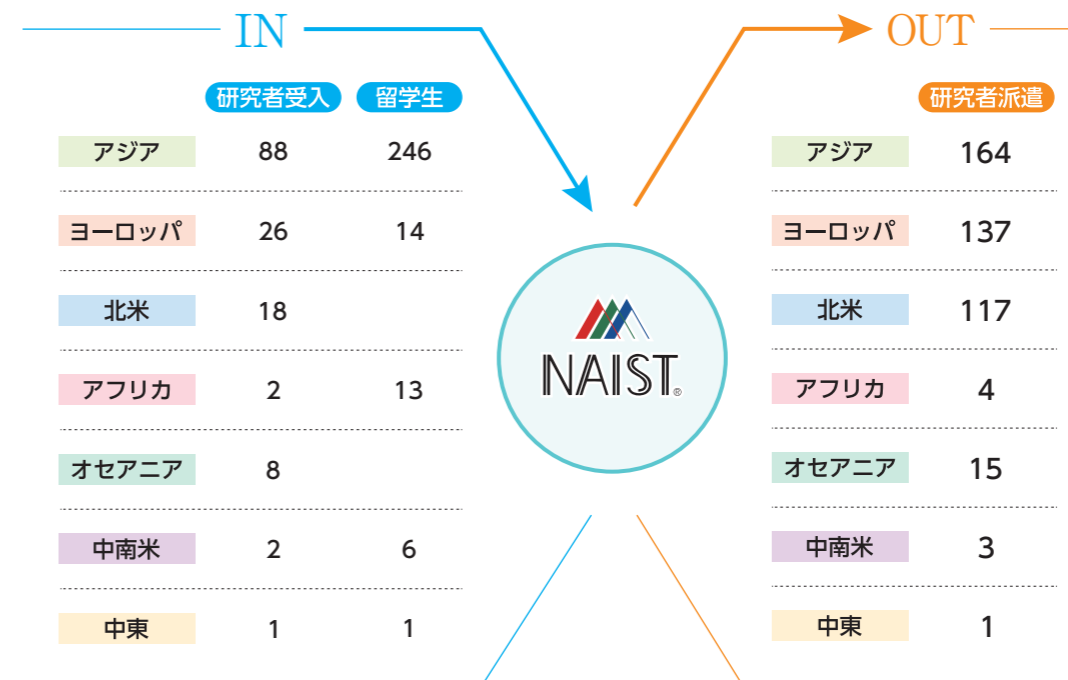 IN
研究者受入 留学生
アジア 88 246
ヨーロッパ 26 14
北米 18
アフリカ 2 13
オセアニア 8
中南米 2 6
中東 1 1
NAIST®
OUT
研究者派遣
アジア 164
ヨーロッパ 137
北米 117
アフリカ 4
オセアニア 15
中南米 3
中東 1